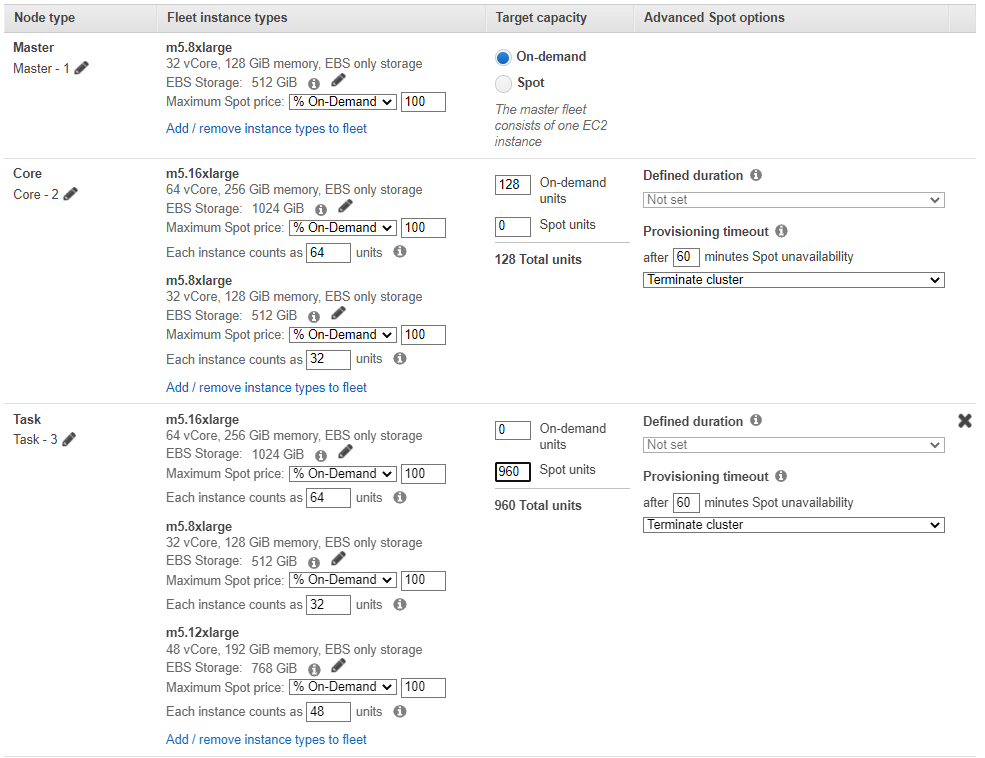 Node type Fleet instance types Target capacity Advanced Spot options
Master
Master - 1
m5.8xlarge
32 vCore, 128 GiB memory, EBS only storage
EBS Storage: 512 GiB
Maximum Spot price: % On-Demand 100
Add / remove instance types to fleet
On-demand
Spot
The master fleet
consists of one EC2
instance
Core
Core - 2
m5.16xlarge
64 vCore, 256 GiB memory, EBS only storage
EBS Storage: 1024 GiB
Maximum Spot price: % On-Demand 100
Each instance counts as 64 units
m5.8xlarge
32 vCore, 128 GiB memory, EBS only storage
EBS Storage: 512 GiB
Maximum Spot price: % On-Demand 100
Each instance counts as 32 units
Add / remove instance types to fleet
128 On-demand
units
0 Spot units
128 Total units
Defined duration
Not set
Provisioning timeout
after 60 minutes Spot unavailability
Terminate cluster
Task
Task - 3
m5.16xlarge
64 vCore, 256 GiB memory, EBS only storage
EBS Storage: 1024 GiB
Maximum Spot price: % On-Demand 100
Each instance counts as 64 units
m5.8xlarge
32 vCore, 128 GiB memory, EBS only storage
EBS Storage: 512 GiB
Maximum Spot price: % On-Demand 100
Each instance counts as 32 units
m5.12xlarge
48 vCore, 192 GiB memory, EBS only storage
EBS Storage: 768 GiB
Maximum Spot price: % On-Demand 100
Each instance counts as 48 units
Add / remove instance types to fleet
0 On-demand
units
960 Spot units
960 Total units
Defined duration
Not set
Provisioning timeout
after 60 minutes Spot unavailability
Terminate cluster